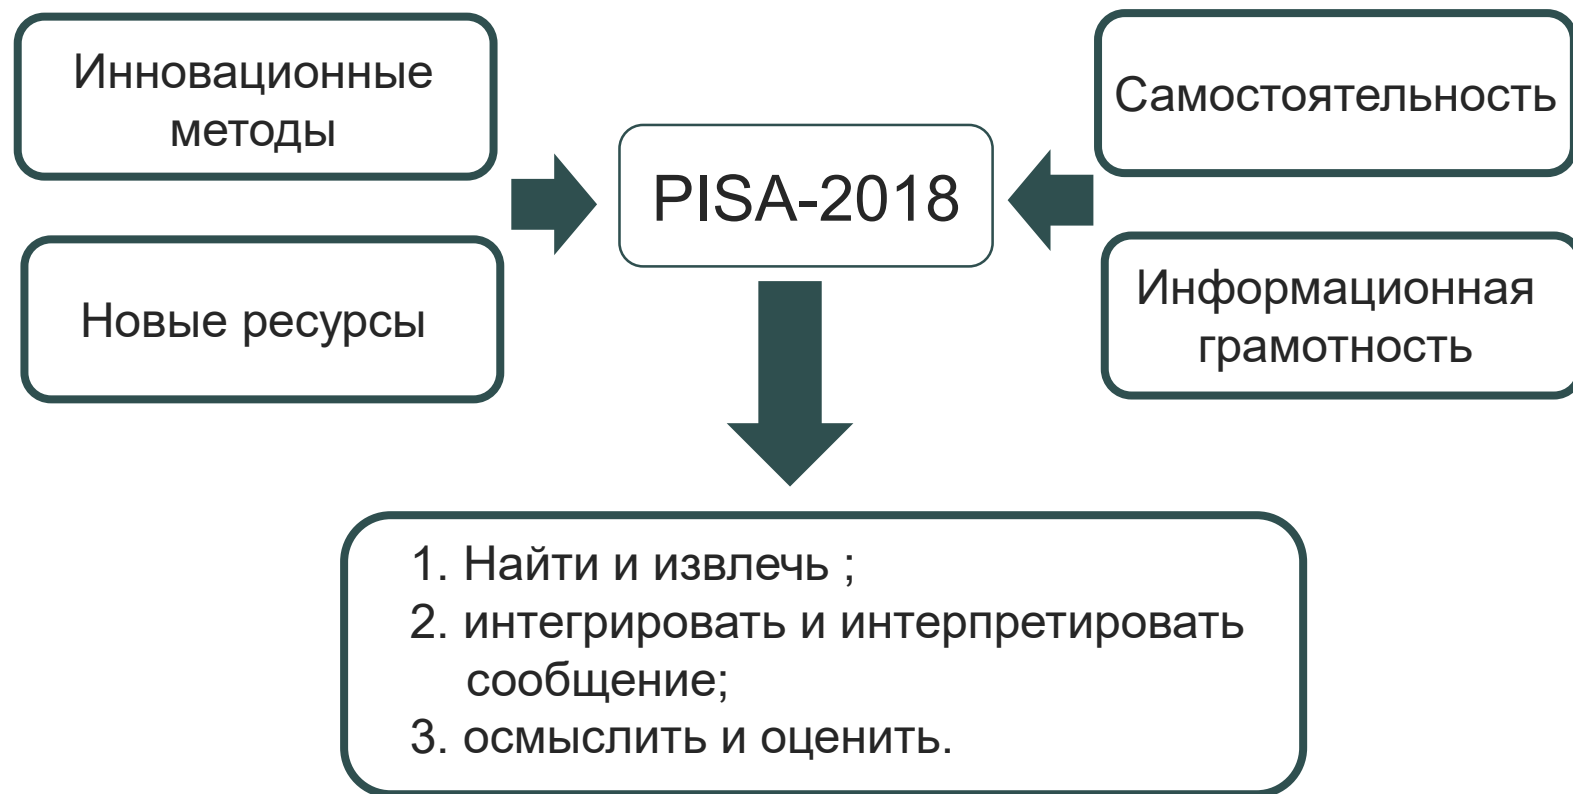 Инновационные
методы
Новые ресурсы
PISA-2018
Самостоятельность
Информационная
грамотность
1. Найти и извлечь ;
2. интегрировать и интерпретировать
сообщение;
3. осмыслить и оценить.